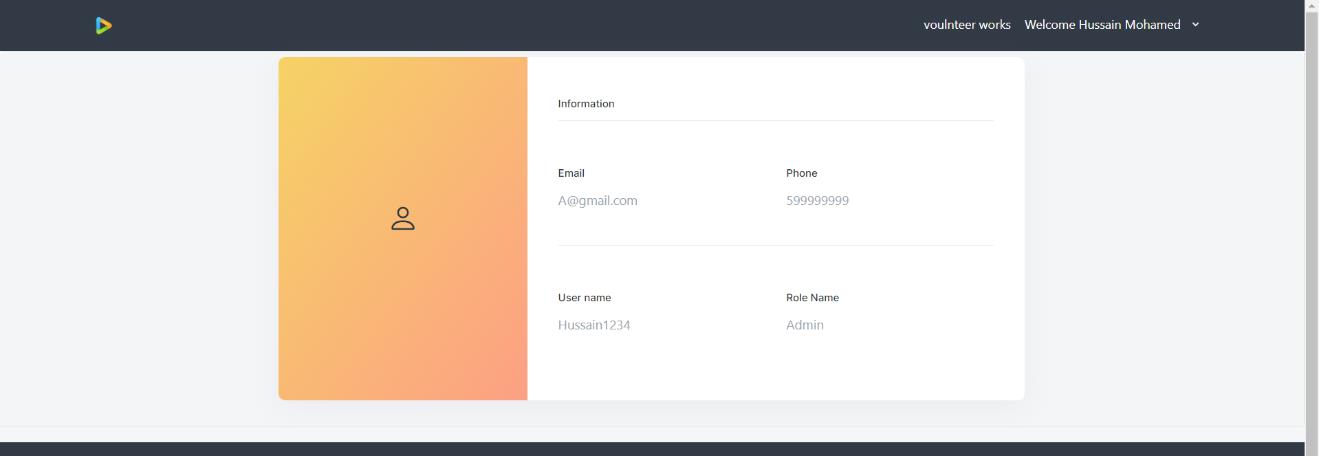 voulnteer works Welcome Hussain Mohamed
Information
Email Phone
A@gmail.com 599999999
User name Role Name
Hussain1234 Admin